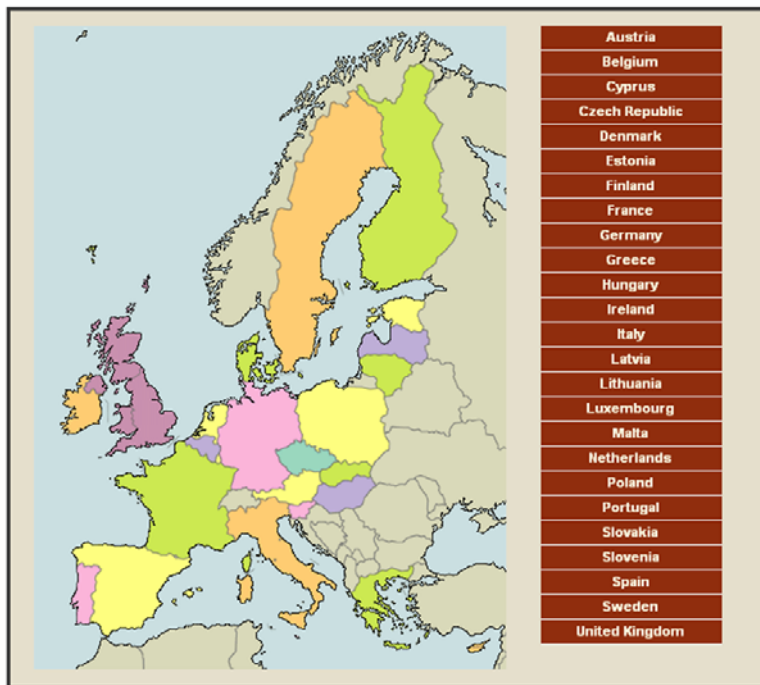 Austria
Belgium
Cyprus
Czech Republic
Denmark
Estonia
Finland
France
Germany
Greece
Hungary
Ireland
Italy
Latvia
Lithuania
Luxembourg
Malta
Netherlands
Poland
Portugal
Slovakia
Slovenia
Spain
Sweden
United Kingdom